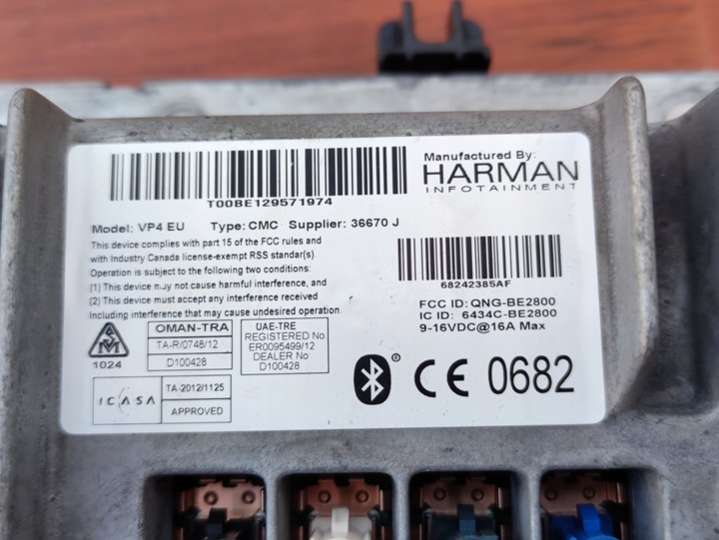 T00BE129571974
Manufactured By:
HARMAN
INFOTAINMENT
Model: VP4 EU Type: CMC Supplier: 36670 J
This device complies with part 15 of the FCC rules and
with Industry Canada license-exempt RSS standar(s)
Operation is subject to the following two conditions:
(1) This device may not cause harmful interference, and
(2) This device must accept any interference received
Including interference that may cause undesired operation
68242385AF
FCC ID: QNG-BE2800
IC ID: 6434C-BE2800
9-16VDC@16A Max
1024
OMAN-TRA
TA-R/0748/12
D100428
UAE-TRE
REGISTERED No
ER0095499/12
DEALER No
D100428
ICASA
TA-2012/1125
APPROVED
CE 0682